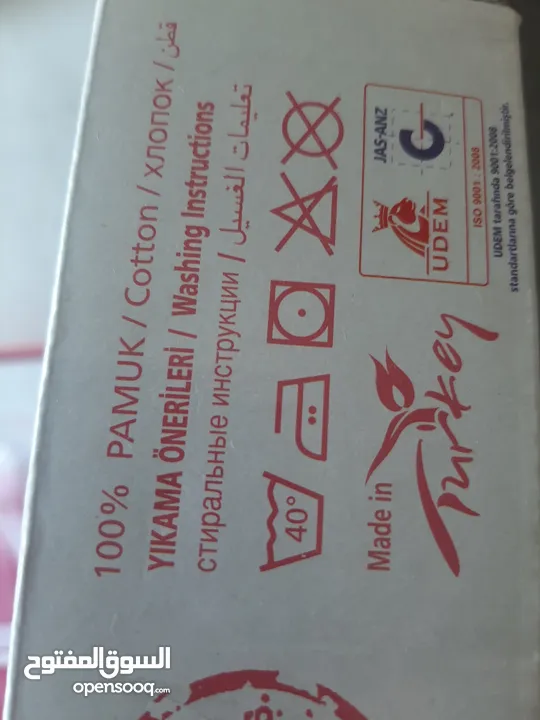 100% PAMUK / Cotton / хлопок / قطن
YIKAMA ÖNERİLERİ / Washing Instructions
стиральные инструкции / تعليمات الغسيل
40°
Made in
Turkey
UDEM
JAS-ANZ
ISO 9001 : 2008
UDEM tarafından 9001:2008
standartlarına göre belgelendirilmiştir.
السوق المفتوح
opensooq.com